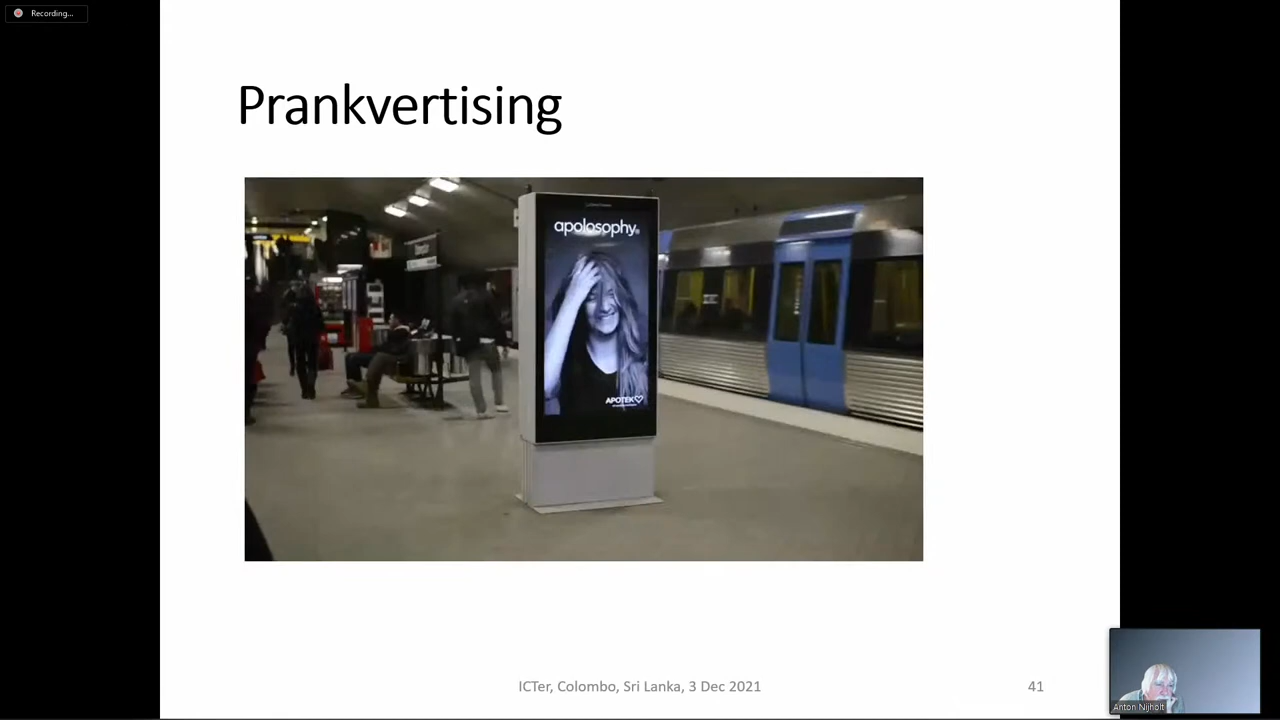 Recording...
Prankvertising
apolosophy
APOTEK
ICTer, Colombo, Sri Lanka, 3 Dec 2021
41
Anton Nijholt